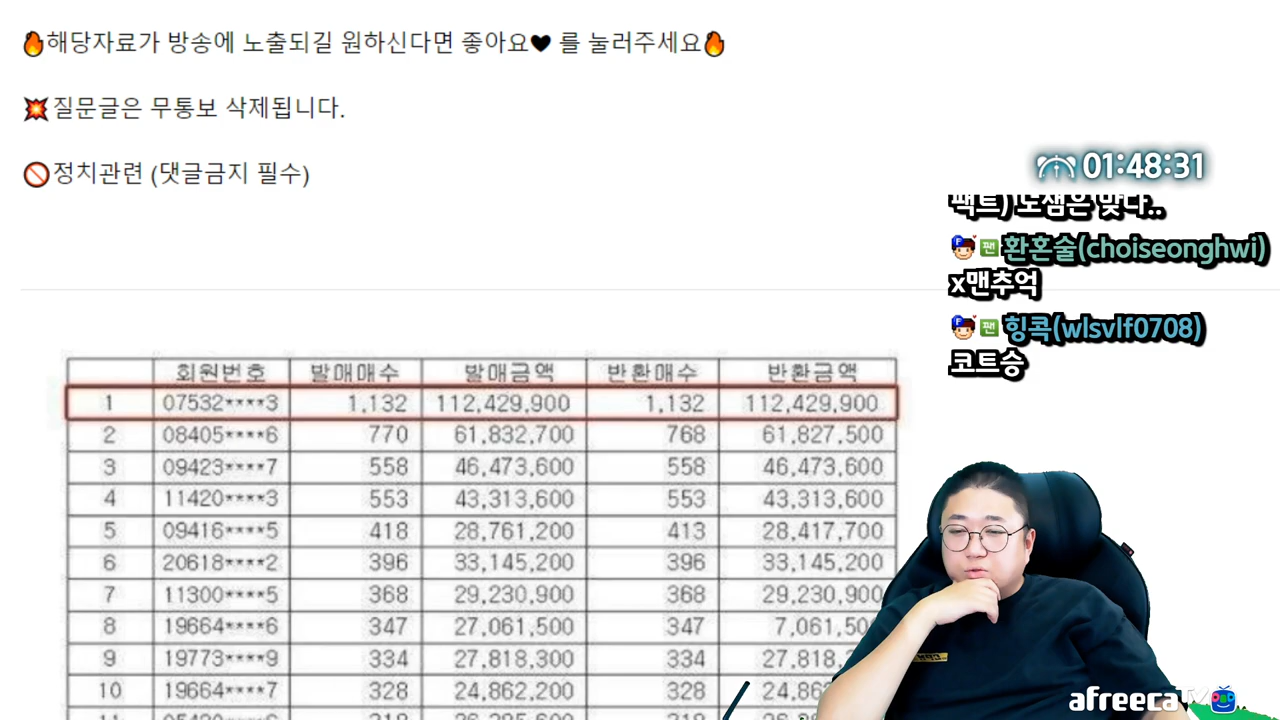 🔥해당자료가 방송에 노출되길 원하신다면 좋아요🖤 를 눌러주세요🔥
💥질문글은 무통보 삭제됩니다.
🚫정치관련 (댓글금지 필수)
01:48:31
팩트) 노잼은 맞다..
팬 환혼술(choiseonghwi)
x맨추억
팬 힝콕(wlsvlf0708)
코트승
회원번호 발매매수 발매금액 반환매수 반환금액
1 07532****3 1,132 112,429,900 1,132 112,429,900
2 08405****6 770 61,832,700 768 61,827,500
3 09423****7 558 46,473,600 558 46,473,600
4 11420****3 553 43,313,600 553 43,313,600
5 09416****5 418 28,761,200 413 28,417,700
6 20618****2 396 33,145,200 396 33,145,200
7 11300****5 368 29,230,900 368 29,230,900
8 19664****6 347 27,061,500 347
9 19773****9 334 27,818,300 334
10 19664****7 328 24,862,200 328
afreecaTV